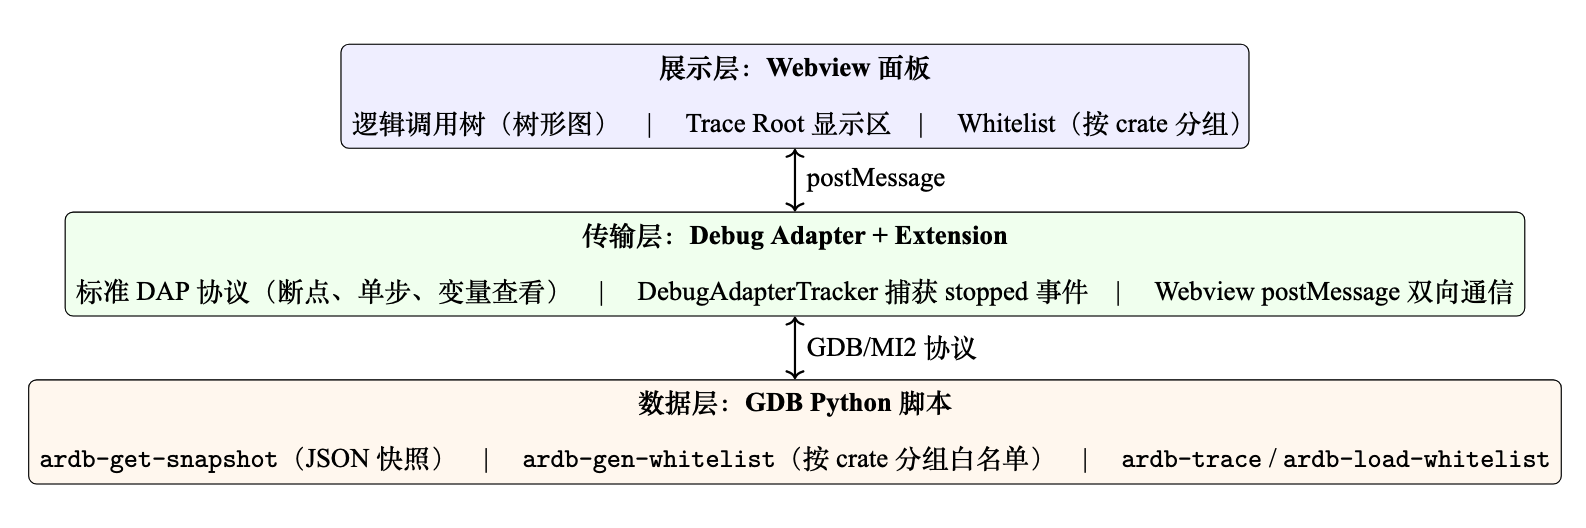 展示层：Webview 面板
逻辑调用树（树形图） | Trace Root 显示区 | Whitelist（按 crate 分组）
postMessage
传输层：Debug Adapter + Extension
标准 DAP 协议（断点、单步、变量查看） | DebugAdapterTracker 捕获 stopped 事件 | Webview postMessage 双向通信
GDB/MI2 协议
数据层：GDB Python 脚本
ardb-get-snapshot（JSON 快照） | ardb-gen-whitelist（按 crate 分组白名单） | ardb-trace / ardb-load-whitelist